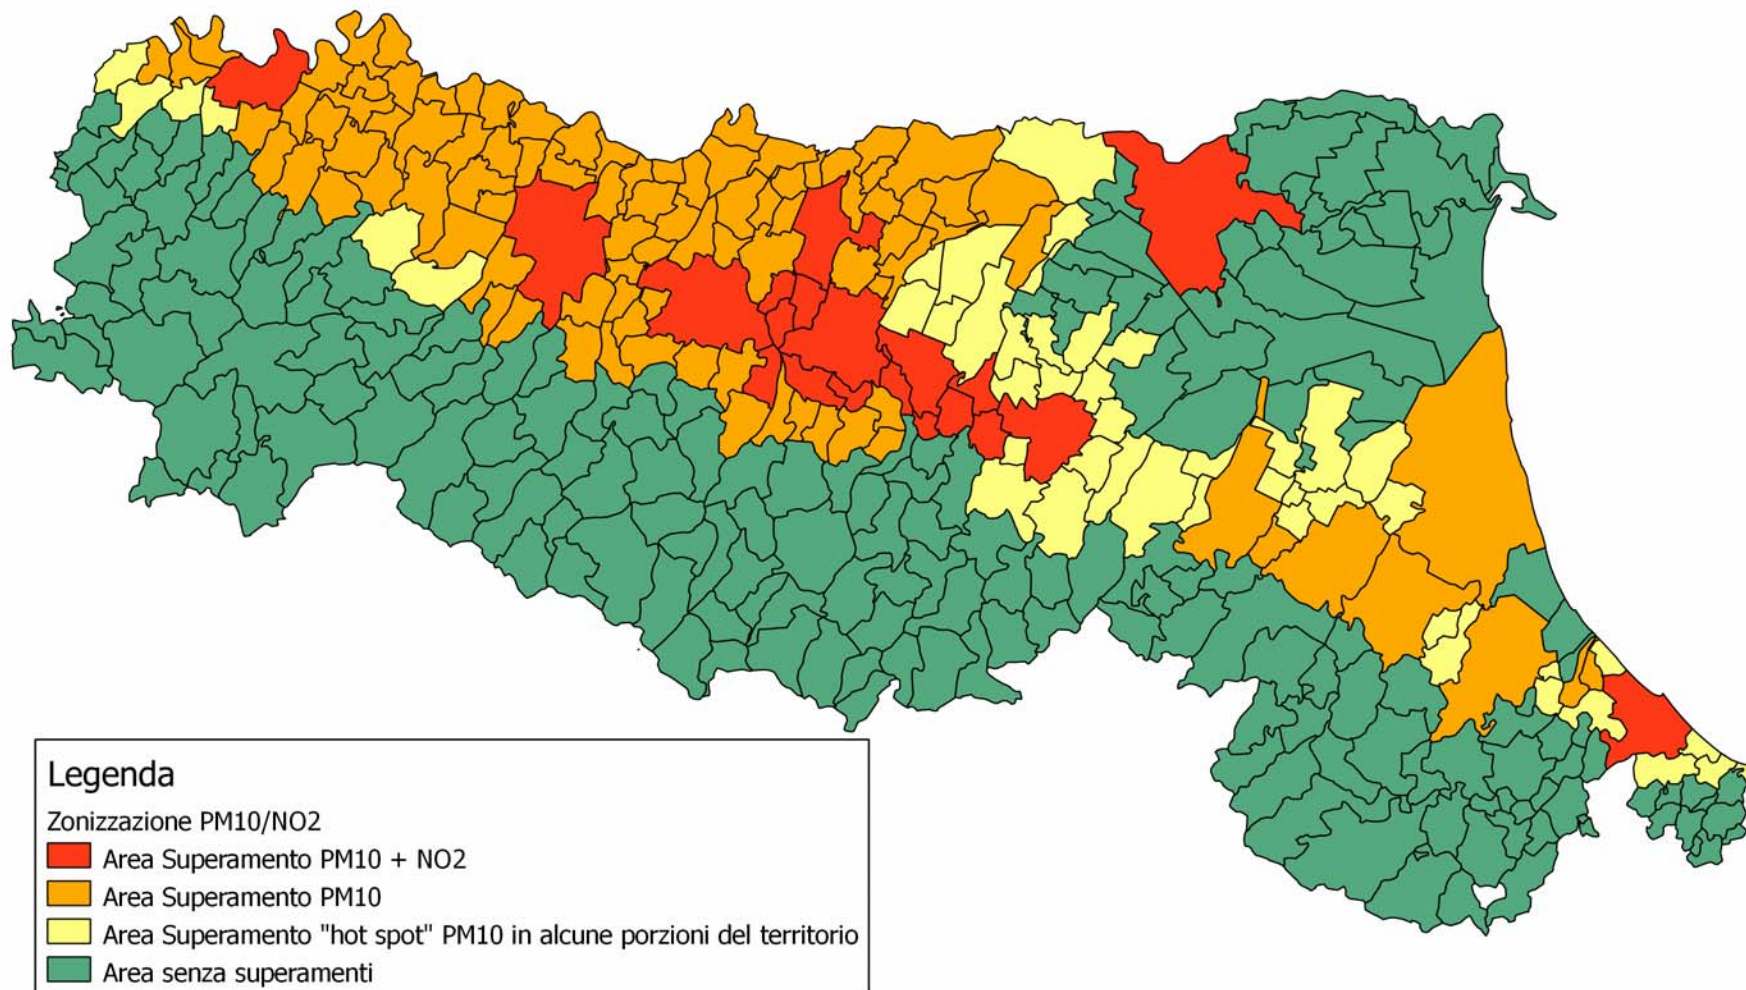 Legenda
Zonizzazione PM10/NO2
Area Superamento PM10 + NO2
Area Superamento PM10
Area Superamento "hot spot" PM10 in alcune porzioni del territorio
Area senza superamenti